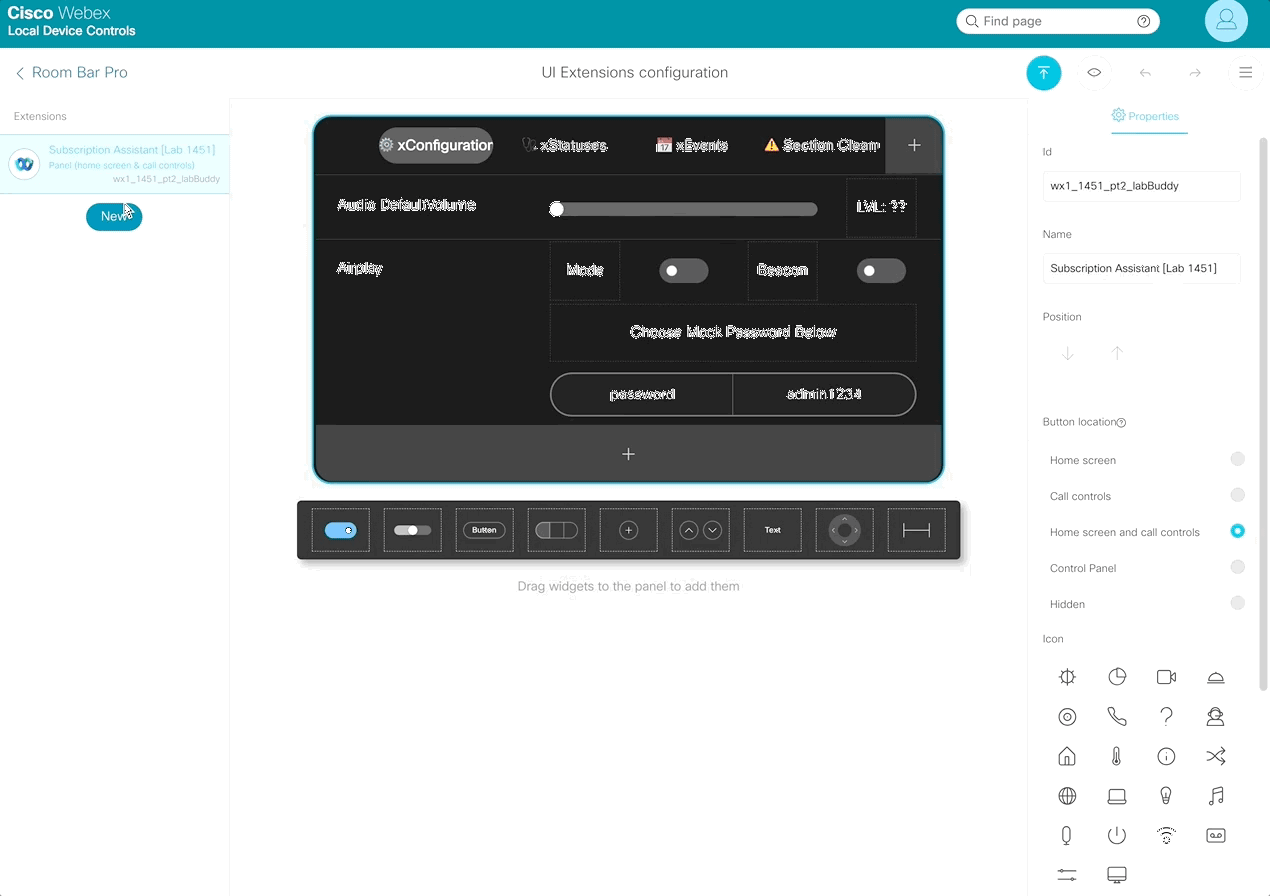 Cisco Webex
Local Device Controls
Find page
Room Bar Pro
UI Extensions configuration
Extensions
Subscription Assistant [Lab 1451]
Panel (home screen & call controls)
wx1_1451_pt2_labBuddy
New
xConfiguration
xStatuses
xEvents
Section Cleanr
+
Audio DefaultVolume
LVL: ??
Airplay
Mode
Beacon
Choose Mock Password Below
password
admin1234
+
Button
Text
Drag widgets to the panel to add them
Properties
Id
wx1_1451_pt2_labBuddy
Name
Subscription Assistant [Lab 1451]
Position
Button location
Home screen
Call controls
Home screen and call controls
Control Panel
Hidden
Icon